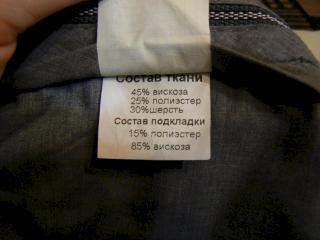 Состав ткани
45% вискоза
25% полиэстер
30%шерсть
Состав подкладки
15% полиэстер
85% вискоза